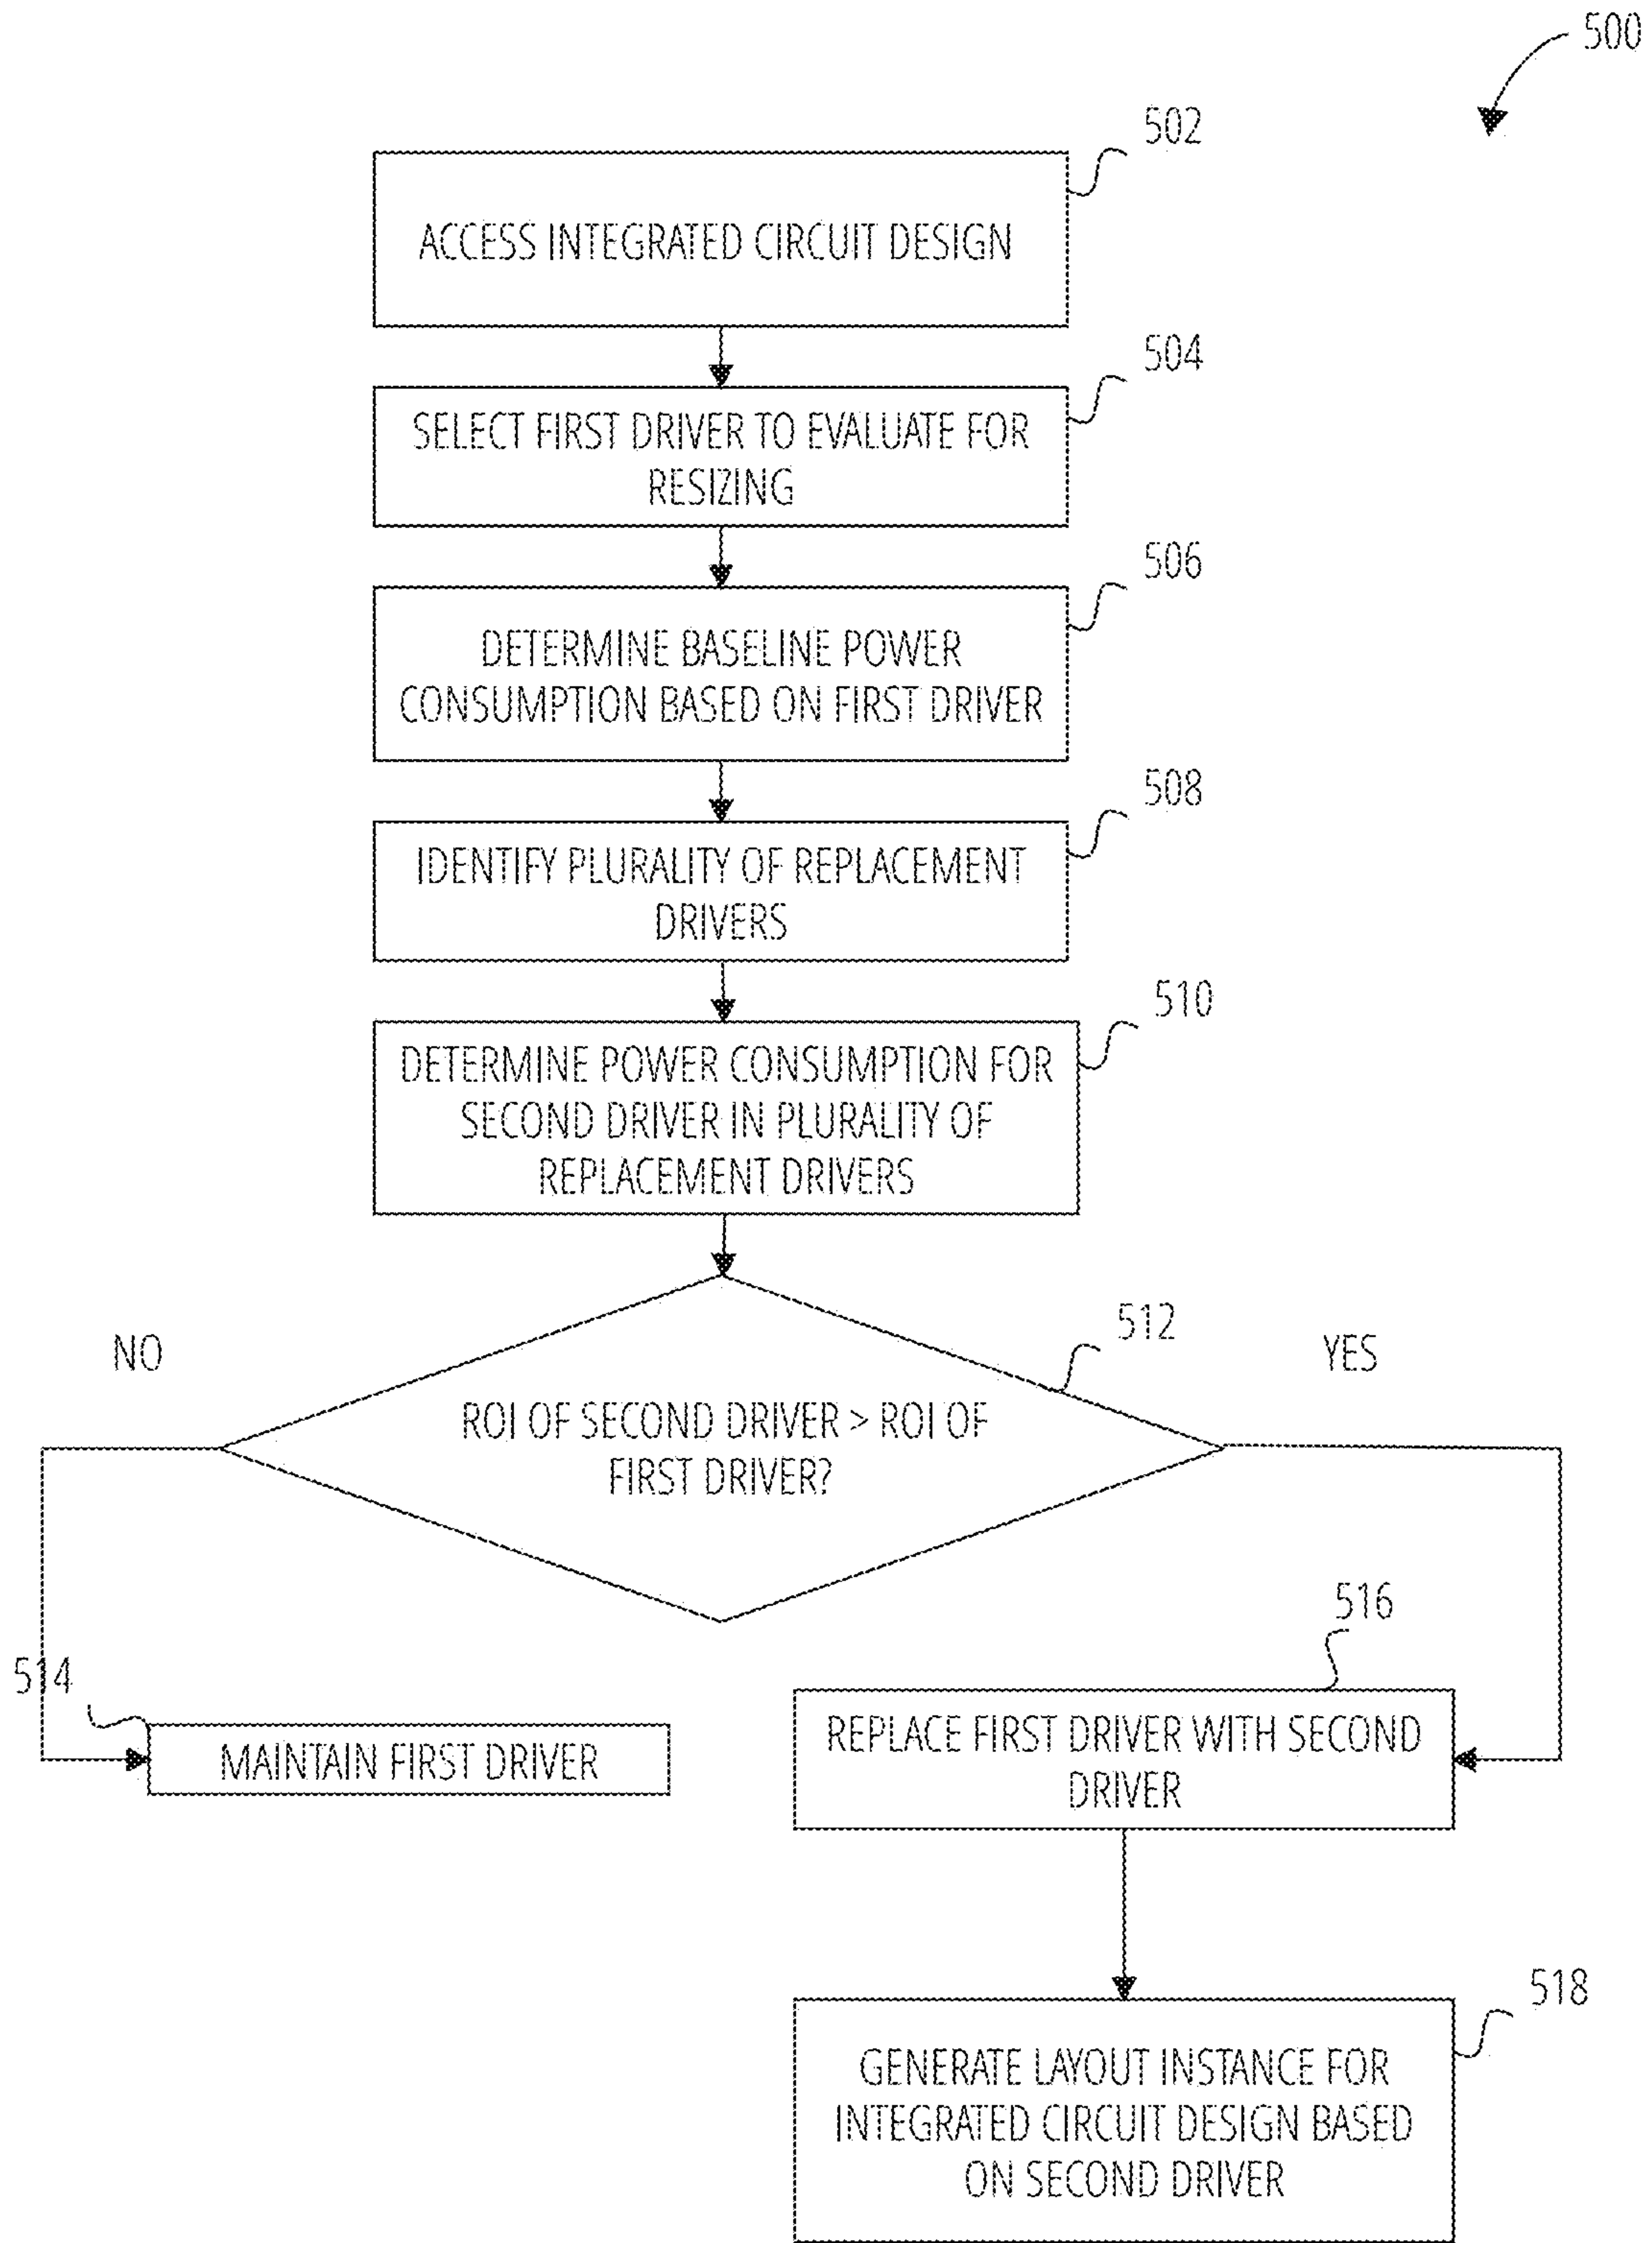 500
502
ACCESS INTEGRATED CIRCUIT DESIGN
504
SELECT FIRST DRIVER TO EVALUATE FOR
RESIZING
506
DETERMINE BASELINE POWER
CONSUMPTION BASED ON FIRST DRIVER
508
IDENTIFY PLURALITY OF REPLACEMENT
DRIVERS
510
DETERMINE POWER CONSUMPTION FOR
SECOND DRIVER IN PLURALITY OF
REPLACEMENT DRIVERS
512
NO
YES
ROI OF SECOND DRIVER > ROI OF
FIRST DRIVER?
516
514
MAINTAIN FIRST DRIVER
REPLACE FIRST DRIVER WITH SECOND
DRIVER
518
GENERATE LAYOUT INSTANCE FOR
INTEGRATED CIRCUIT DESIGN BASED
ON SECOND DRIVER